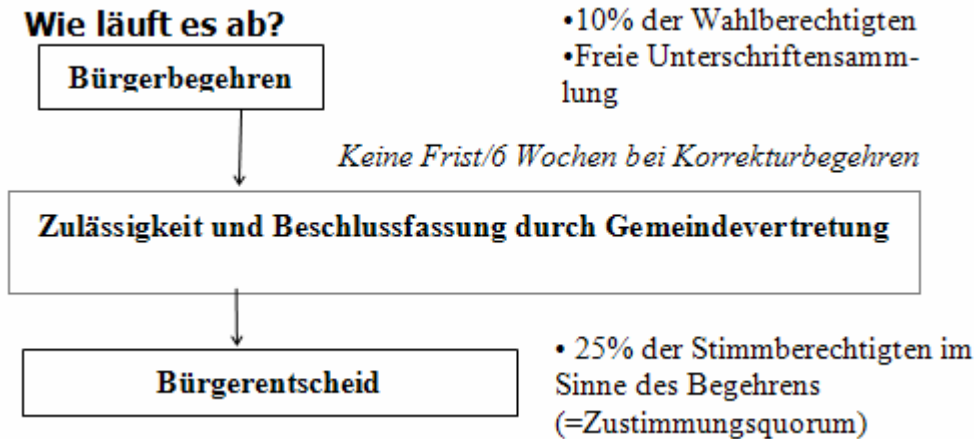 Wie läuft es ab?
Bürgerbegehren
•10% der Wahlberechtigten
•Freie Unterschriftensamm-
lung
Keine Frist/6 Wochen bei Korrekturbegehren
Zulässigkeit und Beschlussfassung durch Gemeindevertretung
Bürgerentscheid
• 25% der Stimmberechtigten im
Sinne des Begehrens
(=Zustimmungsquorum)